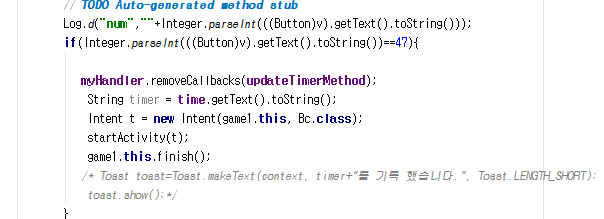 // TODO Auto-generated method stub
Log.d("num",""+Integer.parseInt(((Button)v).getText().toString()));
if(Integer.parseInt(((Button)v).getText().toString())==47){
myHandler.removeCallbacks(updateTimerMethod);
String timer = time.getText().toString();
Intent t = new Intent(game1.this, Bc.class);
startActivity(t);
game1.this.finish();
/* Toast toast=Toast.makeText(context, timer+"를 기록 했습니다.", Toast.LENGTH_SHORT);
toast.show();*/
}